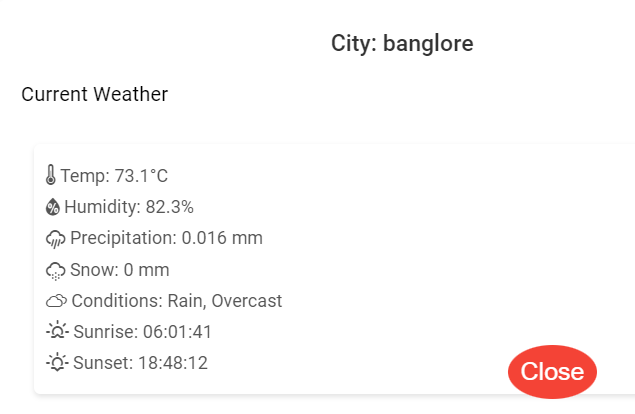 City: banglore
Current Weather
Temp: 73.1°C
Humidity: 82.3%
Precipitation: 0.016 mm
Snow: 0 mm
Conditions: Rain, Overcast
Sunrise: 06:01:41
Sunset: 18:48:12
Close